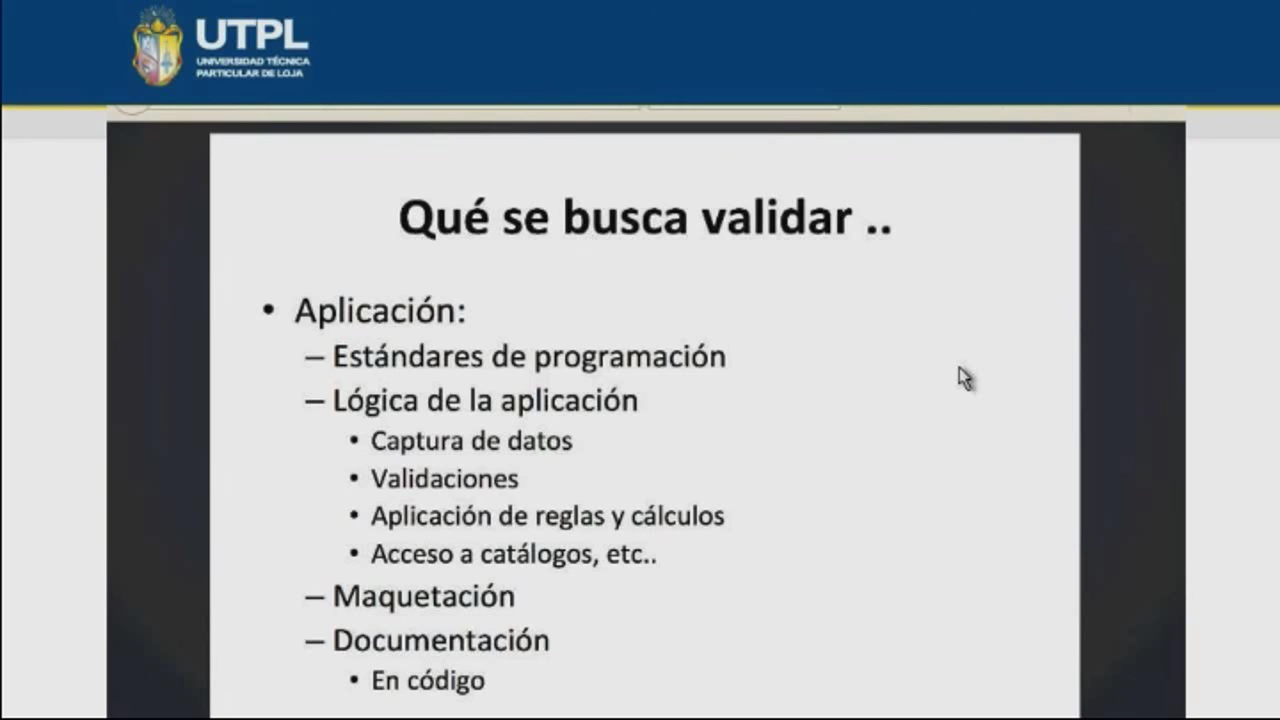 UTPL
UNIVERSIDAD TÉCNICA
PARTICULAR DE LOJA
Qué se busca validar ..
• Aplicación:
– Estándares de programación
– Lógica de la aplicación
• Captura de datos
• Validaciones
• Aplicación de reglas y cálculos
• Acceso a catálogos, etc..
– Maquetación
– Documentación
• En código